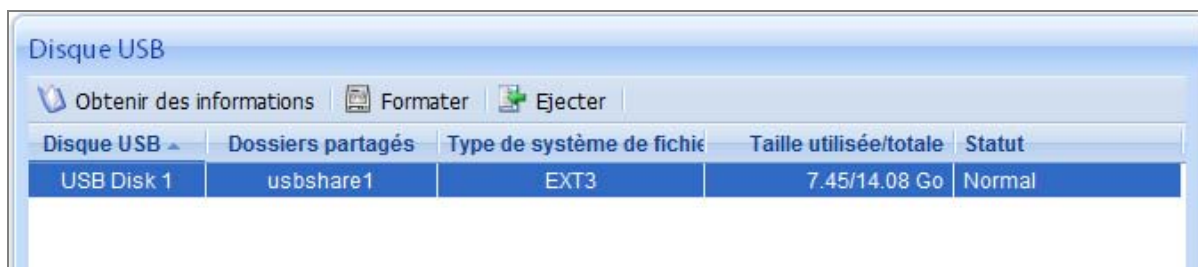 Disque USB
Obtenir des informations Formater Ejecter
Disque USB Dossiers partagés Type de système de fichie Taille utilisée/totale Statut
USB Disk 1 usbshare1 EXT3 7.45/14.08 Go Normal